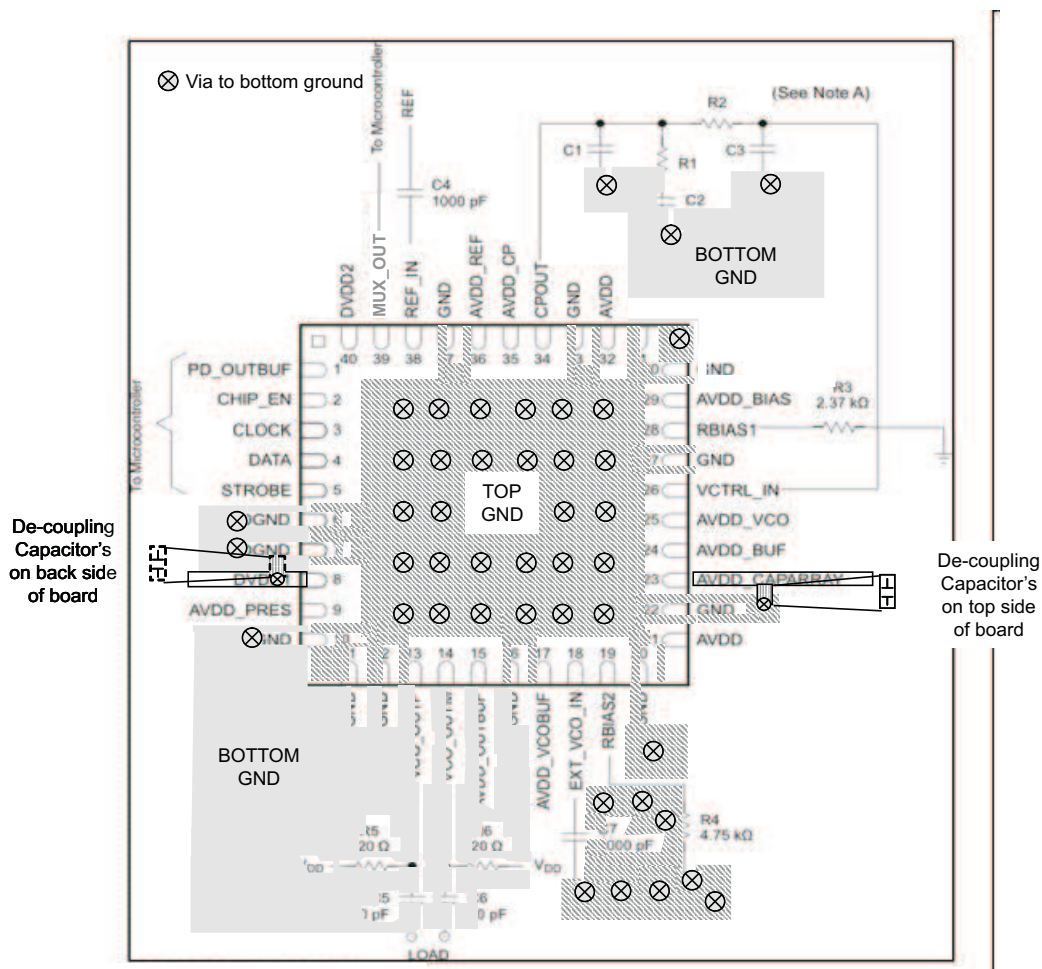 Via to bottom ground
To Microcontroller
REF
C4
1000 pF
R2
(See Note A)
C1
R1
C3
C2
BOTTOM
GND
DVDD2
MUX_OUT
REF_IN
GND
AVDD_REF
AVDD_CP
CPOUT
GND
AVDD
40
39
38
36
35
34
32
PD_OUTBUF
1
CHIP_EN
2
CLOCK
3
DATA
4
STROBE
5
To Microcontroller
De-coupling
Capacitor's
on back side
of board
8
AVDD_PRES
9
TOP
GND
29
AVDD_BIAS
28
RBIAS1
R3
2.37 kΩ
GND
26
VCTRL_IN
25
AVDD_VCO
24
AVDD_BUF
23
AVDD_CAPARRAY
22
GND
AVDD
De-coupling
Capacitor's
on top side
of board
14
15
17
18
19
AVDD_VCOBUF
EXT_VCO_IN
RBIAS2
BOTTOM
GND
R4
4.75 kΩ
V_DD
LOAD